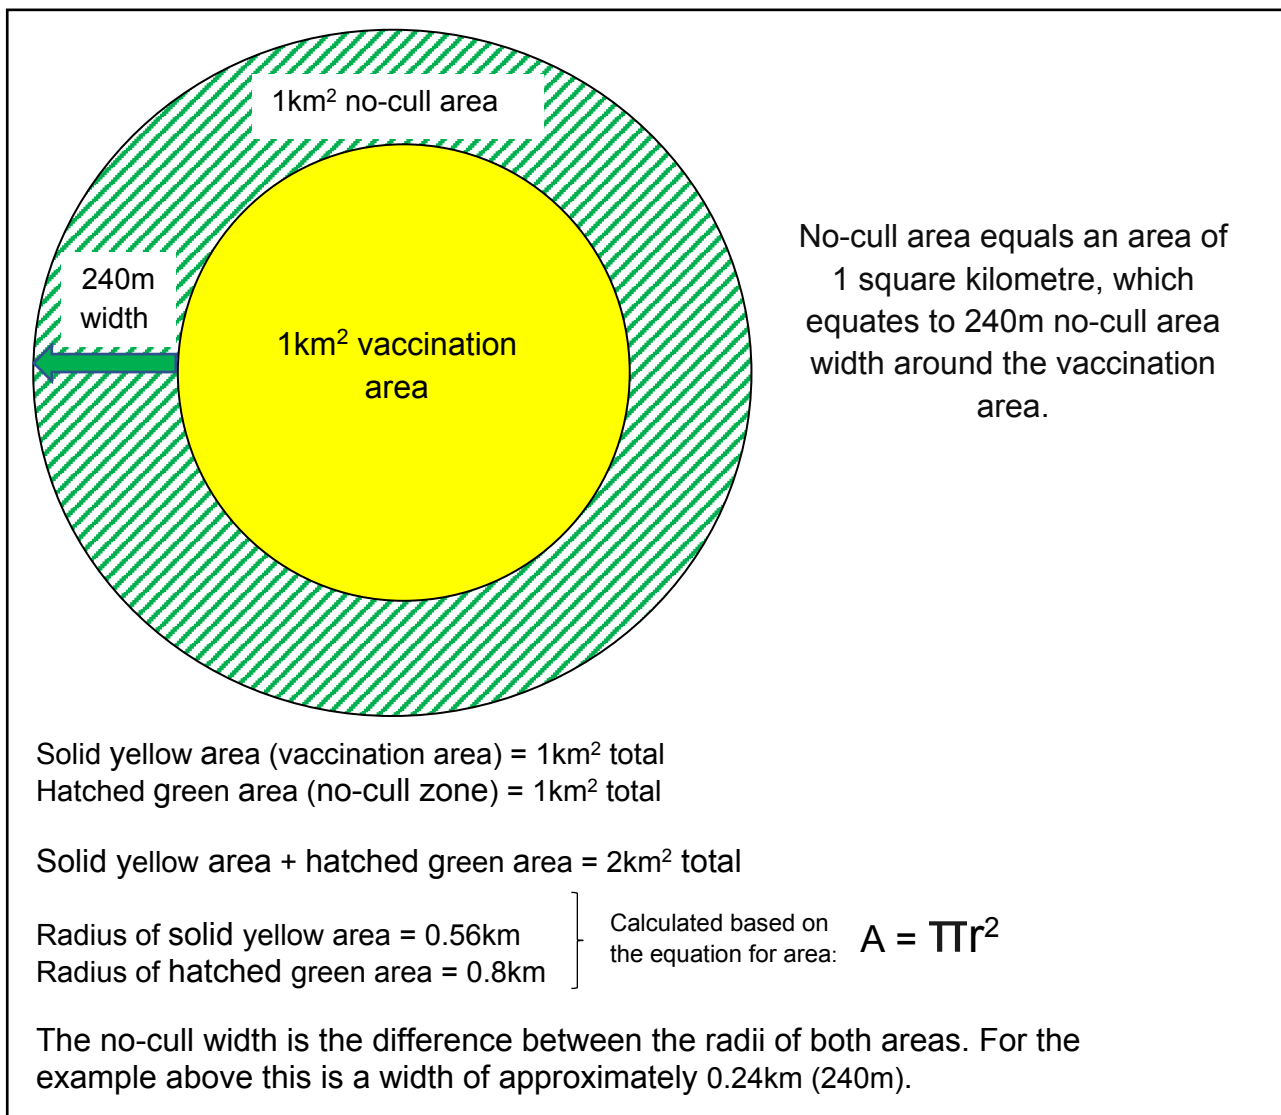 1km² no-cull area
240m
width
1km² vaccination
area
No-cull area equals an area of
1 square kilometre, which
equates to 240m no-cull area
width around the vaccination
area.
Solid yellow area (vaccination area) = 1km² total
Hatched green area (no-cull zone) = 1km² total
Solid yellow area + hatched green area = 2km² total
Radius of solid yellow area = 0.56km
Radius of hatched green area = 0.8km
Calculated based on
the equation for area:
A = πr²
The no-cull width is the difference between the radii of both areas. For the
example above this is a width of approximately 0.24km (240m).